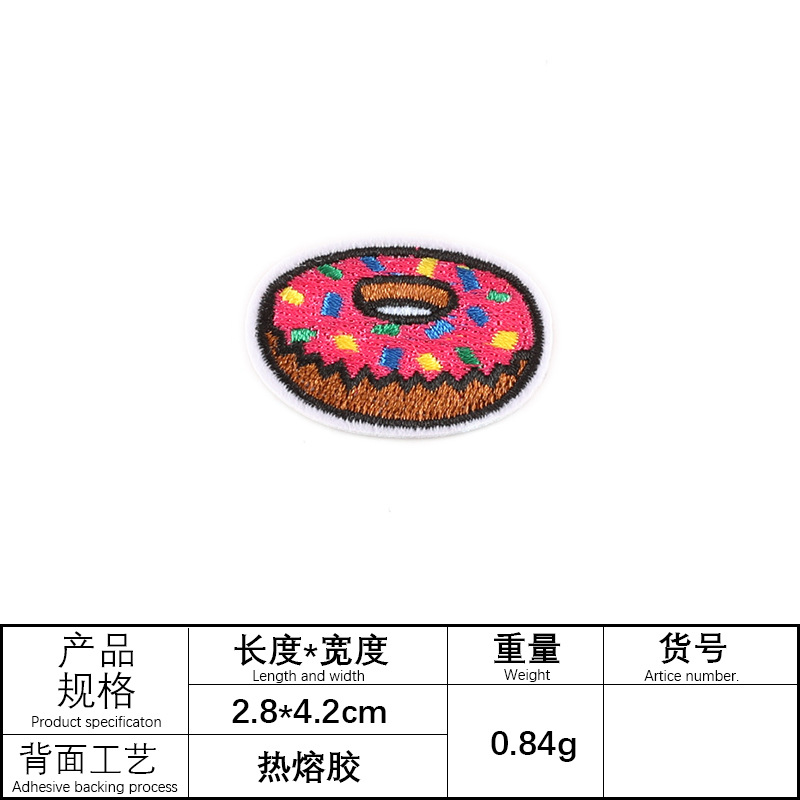 产品
规格
Product specificaton
长度*宽度
Length and width
重量
Weight
货号
Artice number.
2.8*4.2cm
0.84g
背面工艺
Adhesive backing process
热熔胶